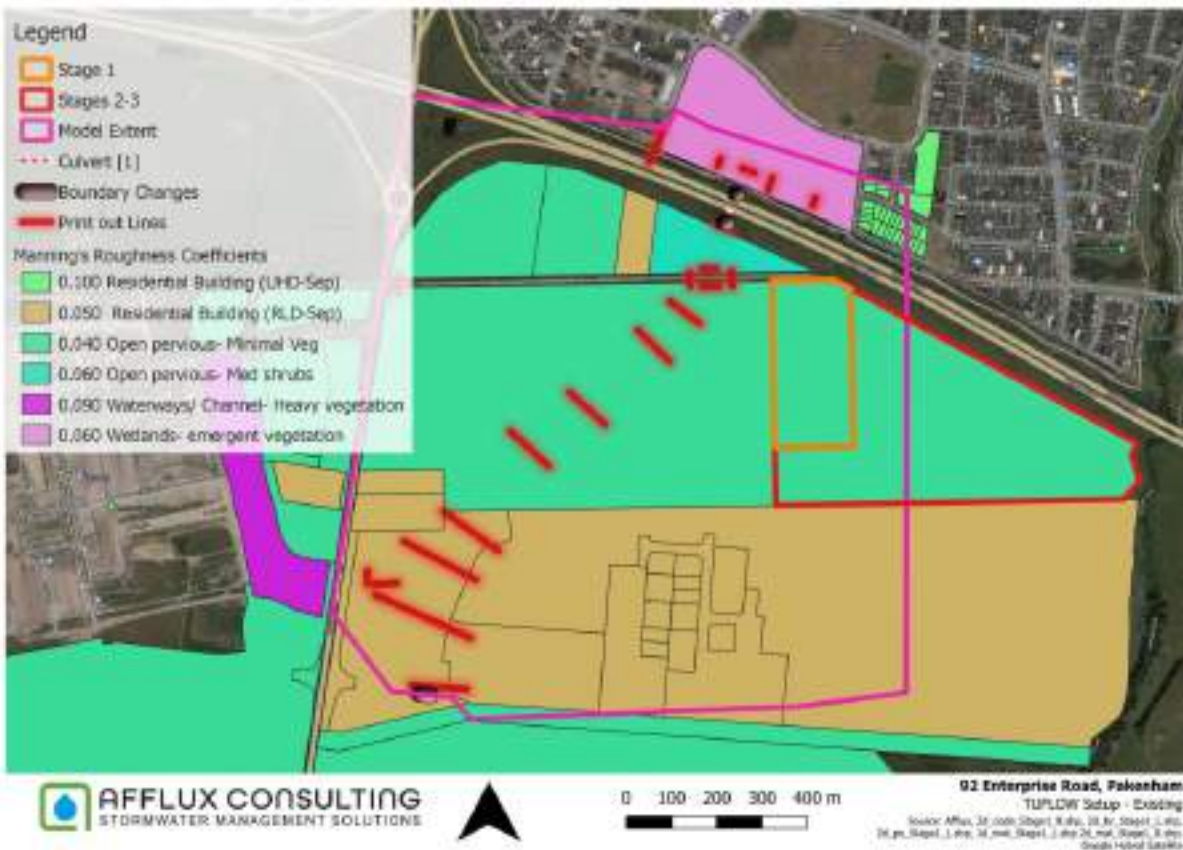 Legend
Stage 1
Stages 2-3
Model Extent
Culvert [1]
Boundary Changes
Print out Lines
Manning's Roughness Coefficients
0.100 Residential Building (UHD-Sep)
0.050 Residential Building (RLD-Sep)
0.040 Open pervious- Minimal Veg
0.060 Open pervious- Med shrubs
0.090 Waterways/ Channel- Heavy vegetation
0.060 Wetlands- emergent vegetation
AFFLUX CONSULTING
STORMWATER MANAGEMENT SOLUTIONS
0 100 200 300 400 m
92 Enterprise Road, Pakenham
TUFLOW Setup - Existing
Google Hybrid Satellite